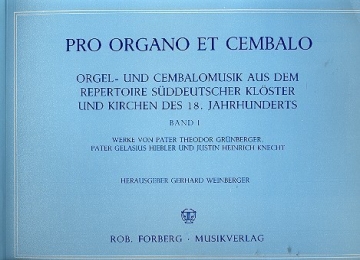 PRO ORGANO ET CEMBALO
ORGEL- UND CEMBALOMUSIK AUS DEM
REPERTOIRE SÜDDEUTSCHER KLÖSTER
UND KIRCHEN DES 18. JAHRHUNDERTS
BAND I
WERKE VON PATER THEODOR GRÜNBERGER,
PATER GELASIUS HIEBLER UND JUSTIN HEINRICH KNECHT
HERAUSGEBER GERHARD WEINBERGER
ROB. FORBERG · MUSIKVERLAG